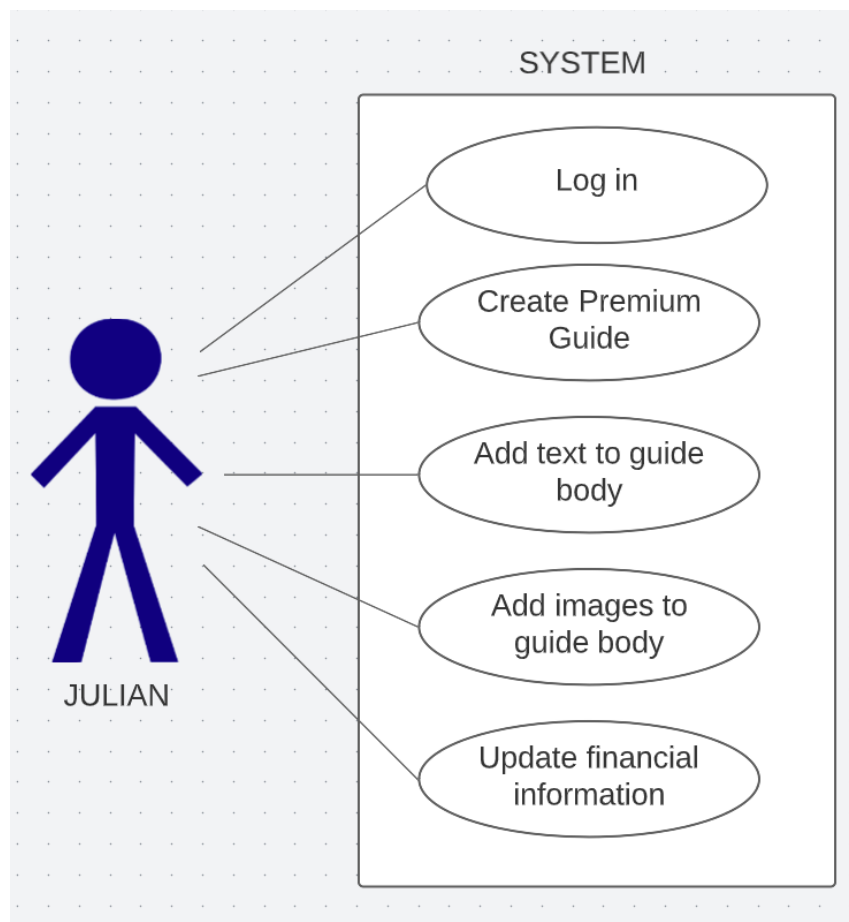 SYSTEM
Log in
Create Premium
Guide
Add text to guide
body
Add images to
guide body
Update financial
information
JULIAN